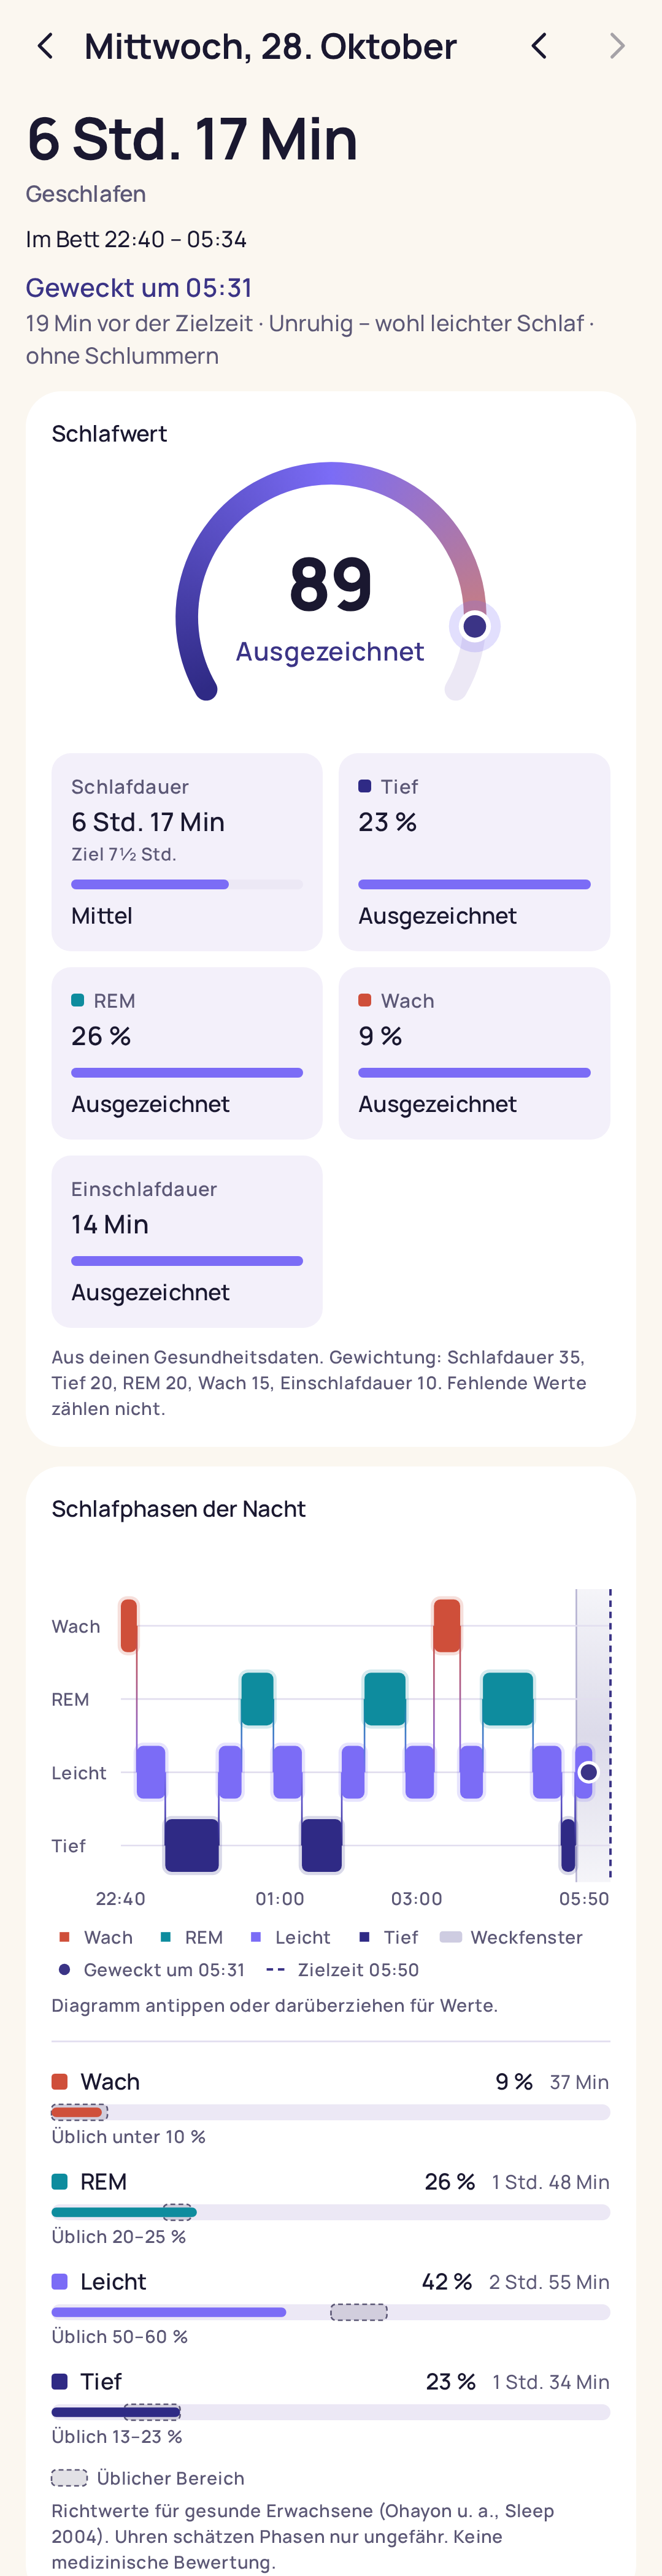 Mittwoch, 28. Oktober
6 Std. 17 Min
Geschlafen
Im Bett 22:40 – 05:34
Geweckt um 05:31
19 Min vor der Zielzeit · Unruhig – wohl leichter Schlaf ·
ohne Schlummern
Schlafwert
89
Ausgezeichnet
Schlafdauer
6 Std. 17 Min
Ziel 7½ Std.
Mittel
Tief
23 %
Ausgezeichnet
REM
26 %
Ausgezeichnet
Wach
9 %
Ausgezeichnet
Einschlafdauer
14 Min
Ausgezeichnet
Aus deinen Gesundheitsdaten. Gewichtung: Schlafdauer 35,
Tief 20, REM 20, Wach 15, Einschlafdauer 10. Fehlende Werte
zählen nicht.
Schlafphasen der Nacht
Wach
REM
Leicht
Tief
22:40 01:00 03:00 05:50
Wach REM Leicht Tief Weckfenster
Geweckt um 05:31 Zielzeit 05:50
Diagramm antippen oder darüberziehen für Werte.
Wach 9 % 37 Min
Üblich unter 10 %
REM 26 % 1 Std. 48 Min
Üblich 20–25 %
Leicht 42 % 2 Std. 55 Min
Üblich 50–60 %
Tief 23 % 1 Std. 34 Min
Üblich 13–23 %
Üblicher Bereich
Richtwerte für gesunde Erwachsene (Ohayon u. a., Sleep
2004). Uhren schätzen Phasen nur ungefähr. Keine
medizinische Bewertung.